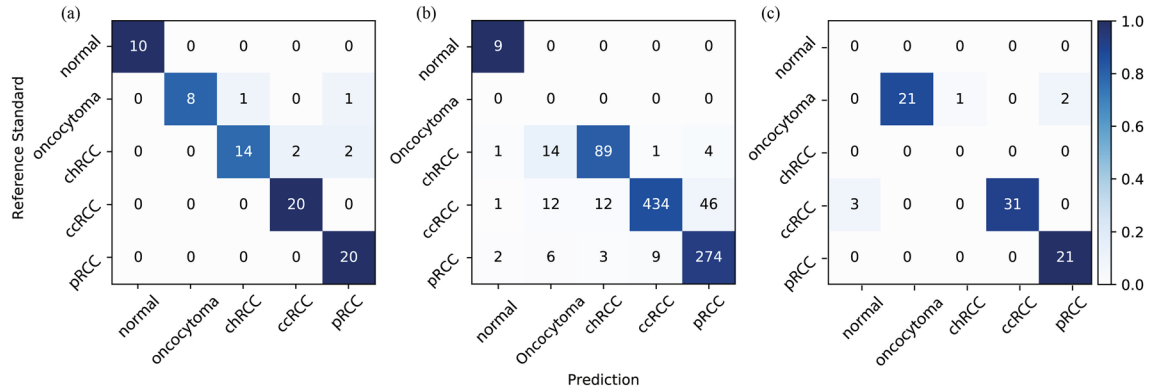 (a)
(b)
(c)
Reference Standard
normal
oncocytoma
chRCC
ccRCC
pRCC
10 0 0 0 0
0 8 1 0 1
0 0 14 2 2
0 0 0 20 0
0 0 0 0 20
normal oncocytoma chRCC ccRCC pRCC
normal
Oncocytoma
chRCC
ccRCC
pRCC
9 0 0 0 0
0 0 0 0 0
1 14 89 1 4
1 12 12 434 46
2 6 3 9 274
normal Oncocytoma chRCC ccRCC pRCC
normal
oncocytoma
chRCC
ccRCC
pRCC
0 0 0 0 0
0 21 1 0 2
0 0 0 0 0
3 0 0 31 0
0 0 0 0 21
normal oncocytoma chRCC ccRCC pRCC
1.0
0.8
0.6
0.4
0.2
0.0
Prediction